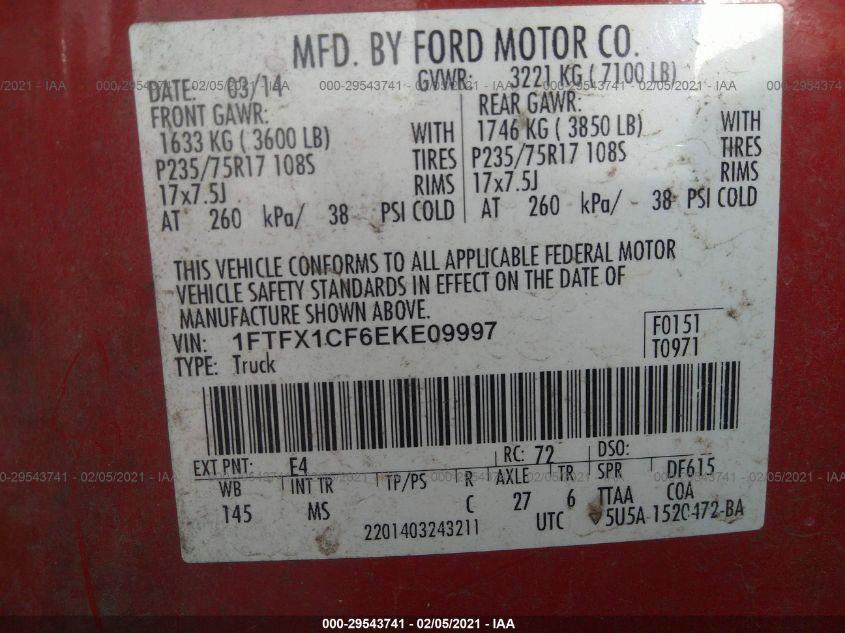 MFD. BY FORD MOTOR CO.
DATE: 03/14 GVWR: 3221 KG ( 7100 LB)
FRONT GAWR: REAR GAWR:
1633 KG ( 3600 LB) WITH 1746 KG ( 3850 LB) WITH
P235/75R17 108S TIRES P235/75R17 108S TIRES
17x7.5J RIMS 17x7.5J RIMS
AT 260 kPa/ 38 PSI COLD AT 260 kPa/ 38 PSI COLD
THIS VEHICLE CONFORMS TO ALL APPLICABLE FEDERAL MOTOR
VEHICLE SAFETY STANDARDS IN EFFECT ON THE DATE OF
MANUFACTURE SHOWN ABOVE.
VIN: 1FTFX1CF6EKE09997 F0151
TYPE: Truck T0971
EXT PNT: E4 RC: 72 DSO:
WB INT TR TP/PS R AXLE TR SPR DF615
145 MS C 27 6 TTAA COA
2201403243211 UTC 5U5A-1520472-BA
000-29543741 / 02/05/2021 - IAA